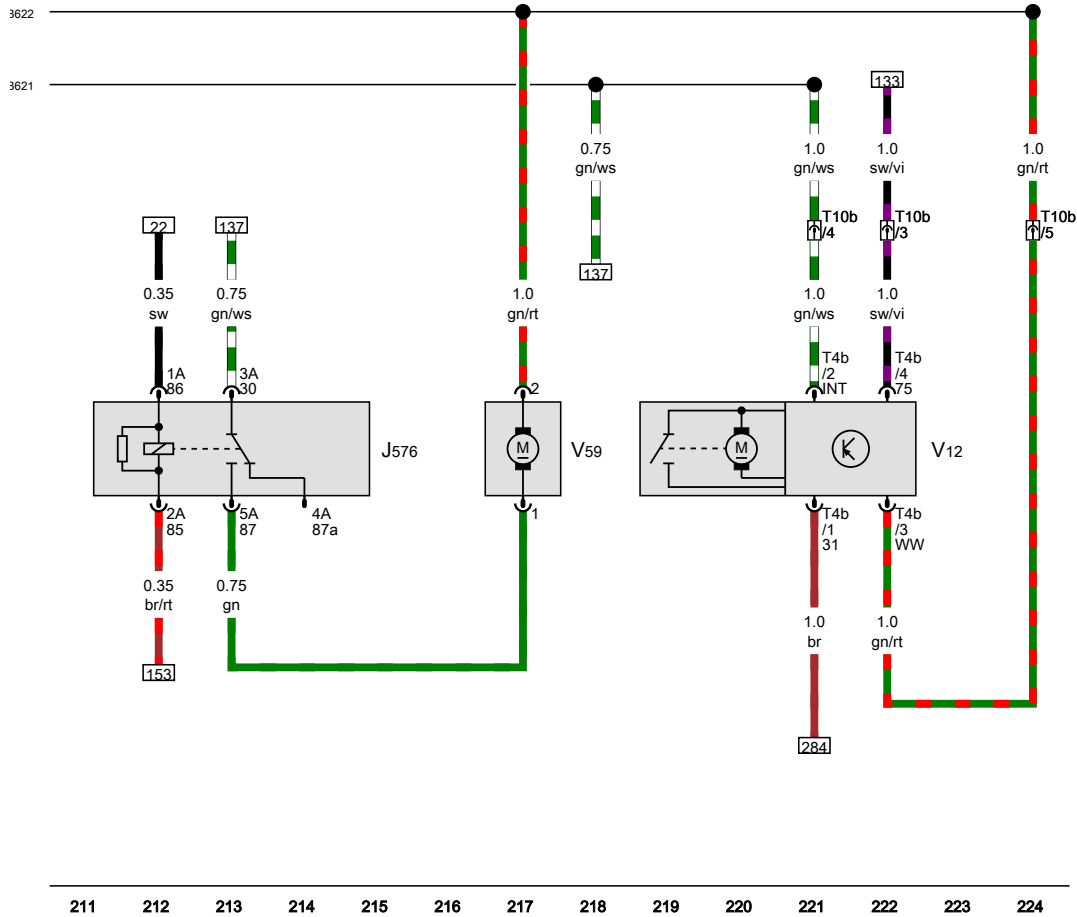 3622
3621
133
0.75
gn/ws
1.0
gn/ws
1.0
sw/vi
1.0
gn/rt
22
137
T10b
/4
T10b
/3
T10b
/5
137
0.35
sw
0.75
gn/ws
1.0
gn/rt
1.0
gn/ws
1.0
sw/vi
1A
86
3A
30
2
T4b
/2
INT
T4b
/4
75
J576
M
V59
M
V12
2A
85
5A
87
4A
87a
1
T4b
/1
31
T4b
/3
WW
0.35
br/rt
0.75
gn
1.0
br
1.0
gn/rt
153
284
211 212 213 214 215 216 217 218 219 220 221 222 223 224